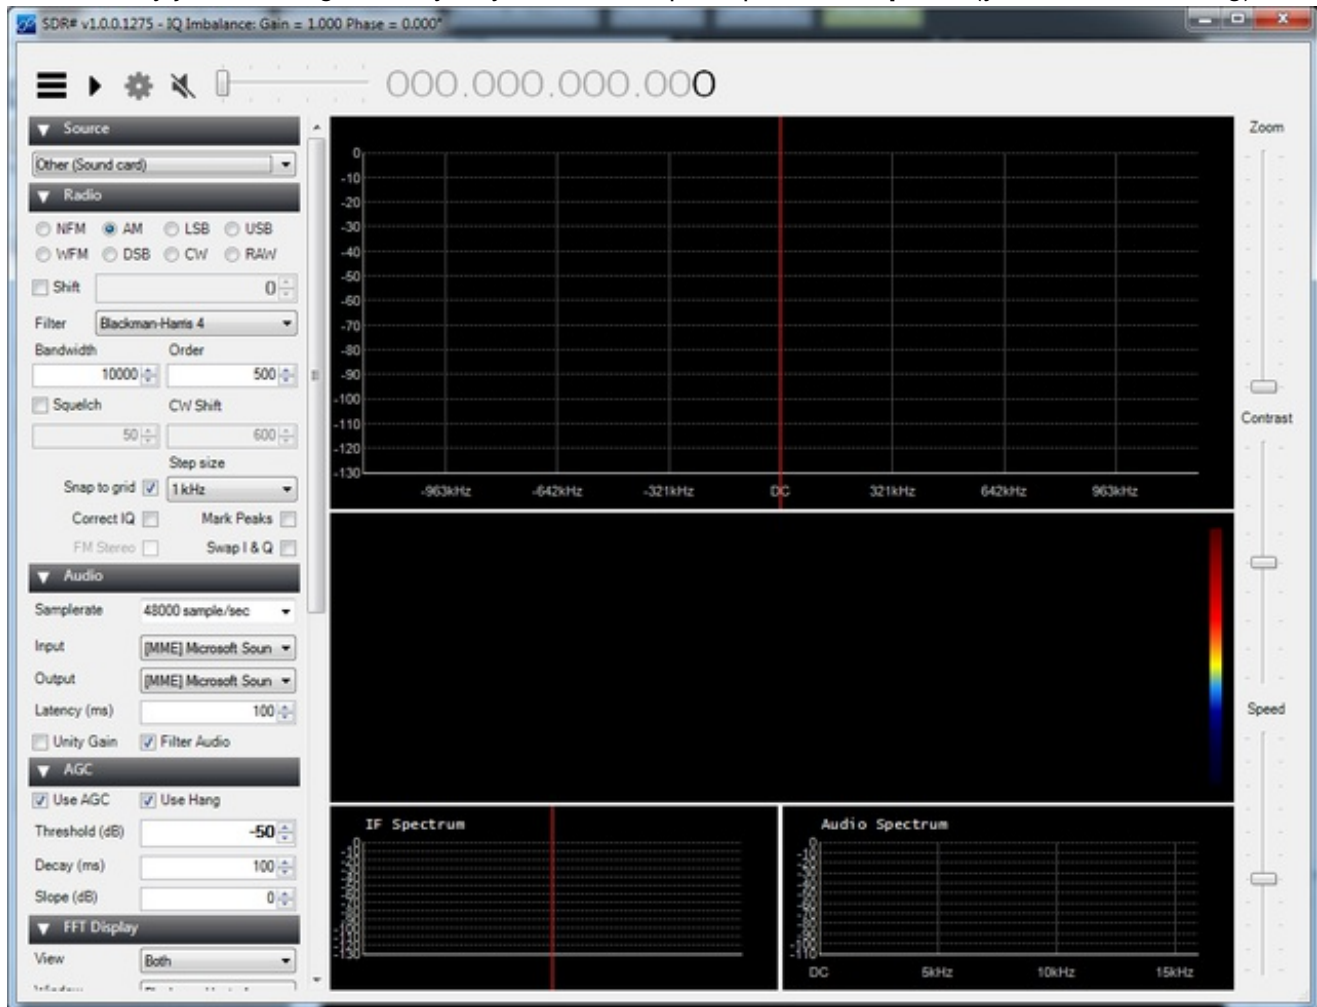 SDR# v1.0.0.1275 - IQ Imbalance: Gain = 1.000 Phase = 0.000°
000.000.000.000
Source
Other (Sound card)
Radio
NFM AM LSB USB
WFM DSB CW RAW
Shift 0
Filter Blackman-Harris 4
Bandwidth Order
10000 500
Squelch CW Shift
50 600
Step size
Snap to grid 1 kHz
Correct IQ Mark Peaks
FM Stereo Swap I & Q
Audio
Samplerate 48000 sample/sec
Input [MME] Microsoft Soun
Output [MME] Microsoft Soun
Latency (ms) 100
Unity Gain Filter Audio
AGC
Use AGC Use Hang
Threshold (dB) -50
Decay (ms) 100
Slope (dB) 0
FFT Display
View Both
0
-10
-20
-30
-40
-50
-60
-70
-80
-90
-100
-110
-120
-130
-963kHz -642kHz -321kHz DC 321kHz 642kHz 963kHz
IF Spectrum
-130
Audio Spectrum
-110
DC 5kHz 10kHz 15kHz
Zoom
Contrast
Speed